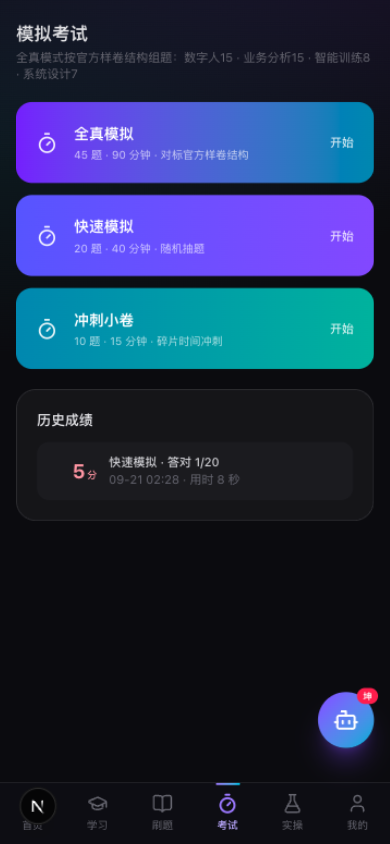 模拟考试
全真模式按官方样卷结构组题：数字人15 · 业务分析15 · 智能训练8
· 系统设计7
全真模拟
45 题 · 90 分钟 · 对标官方样卷结构
开始
快速模拟
20 题 · 40 分钟 · 随机抽题
开始
冲刺小卷
10 题 · 15 分钟 · 碎片时间冲刺
开始
历史成绩
5分
快速模拟 · 答对 1/20
09-21 02:28 · 用时 8 秒
坤
N
首页
学习
刷题
考试
实操
我的